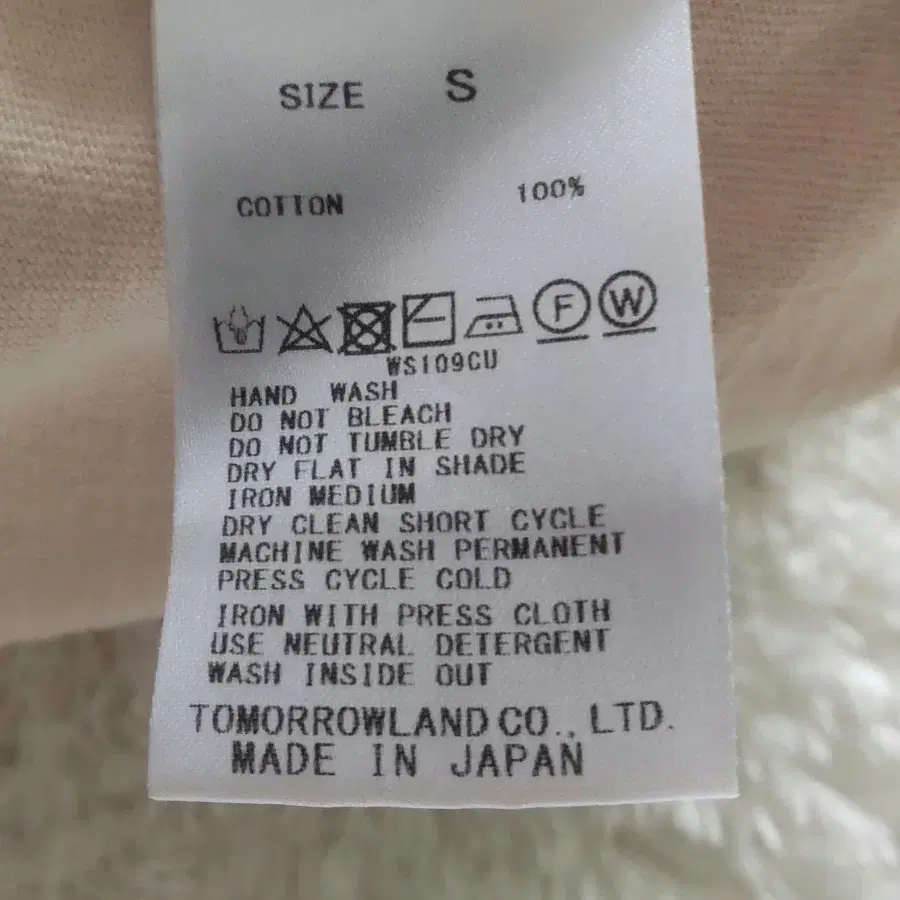 SIZE S
COTTON 100%
F W
WS109CU
HAND WASH
DO NOT BLEACH
DO NOT TUMBLE DRY
DRY FLAT IN SHADE
IRON MEDIUM
DRY CLEAN SHORT CYCLE
MACHINE WASH PERMANENT
PRESS CYCLE COLD
IRON WITH PRESS CLOTH
USE NEUTRAL DETERGENT
WASH INSIDE OUT
TOMORROWLAND CO., LTD.
MADE IN JAPAN